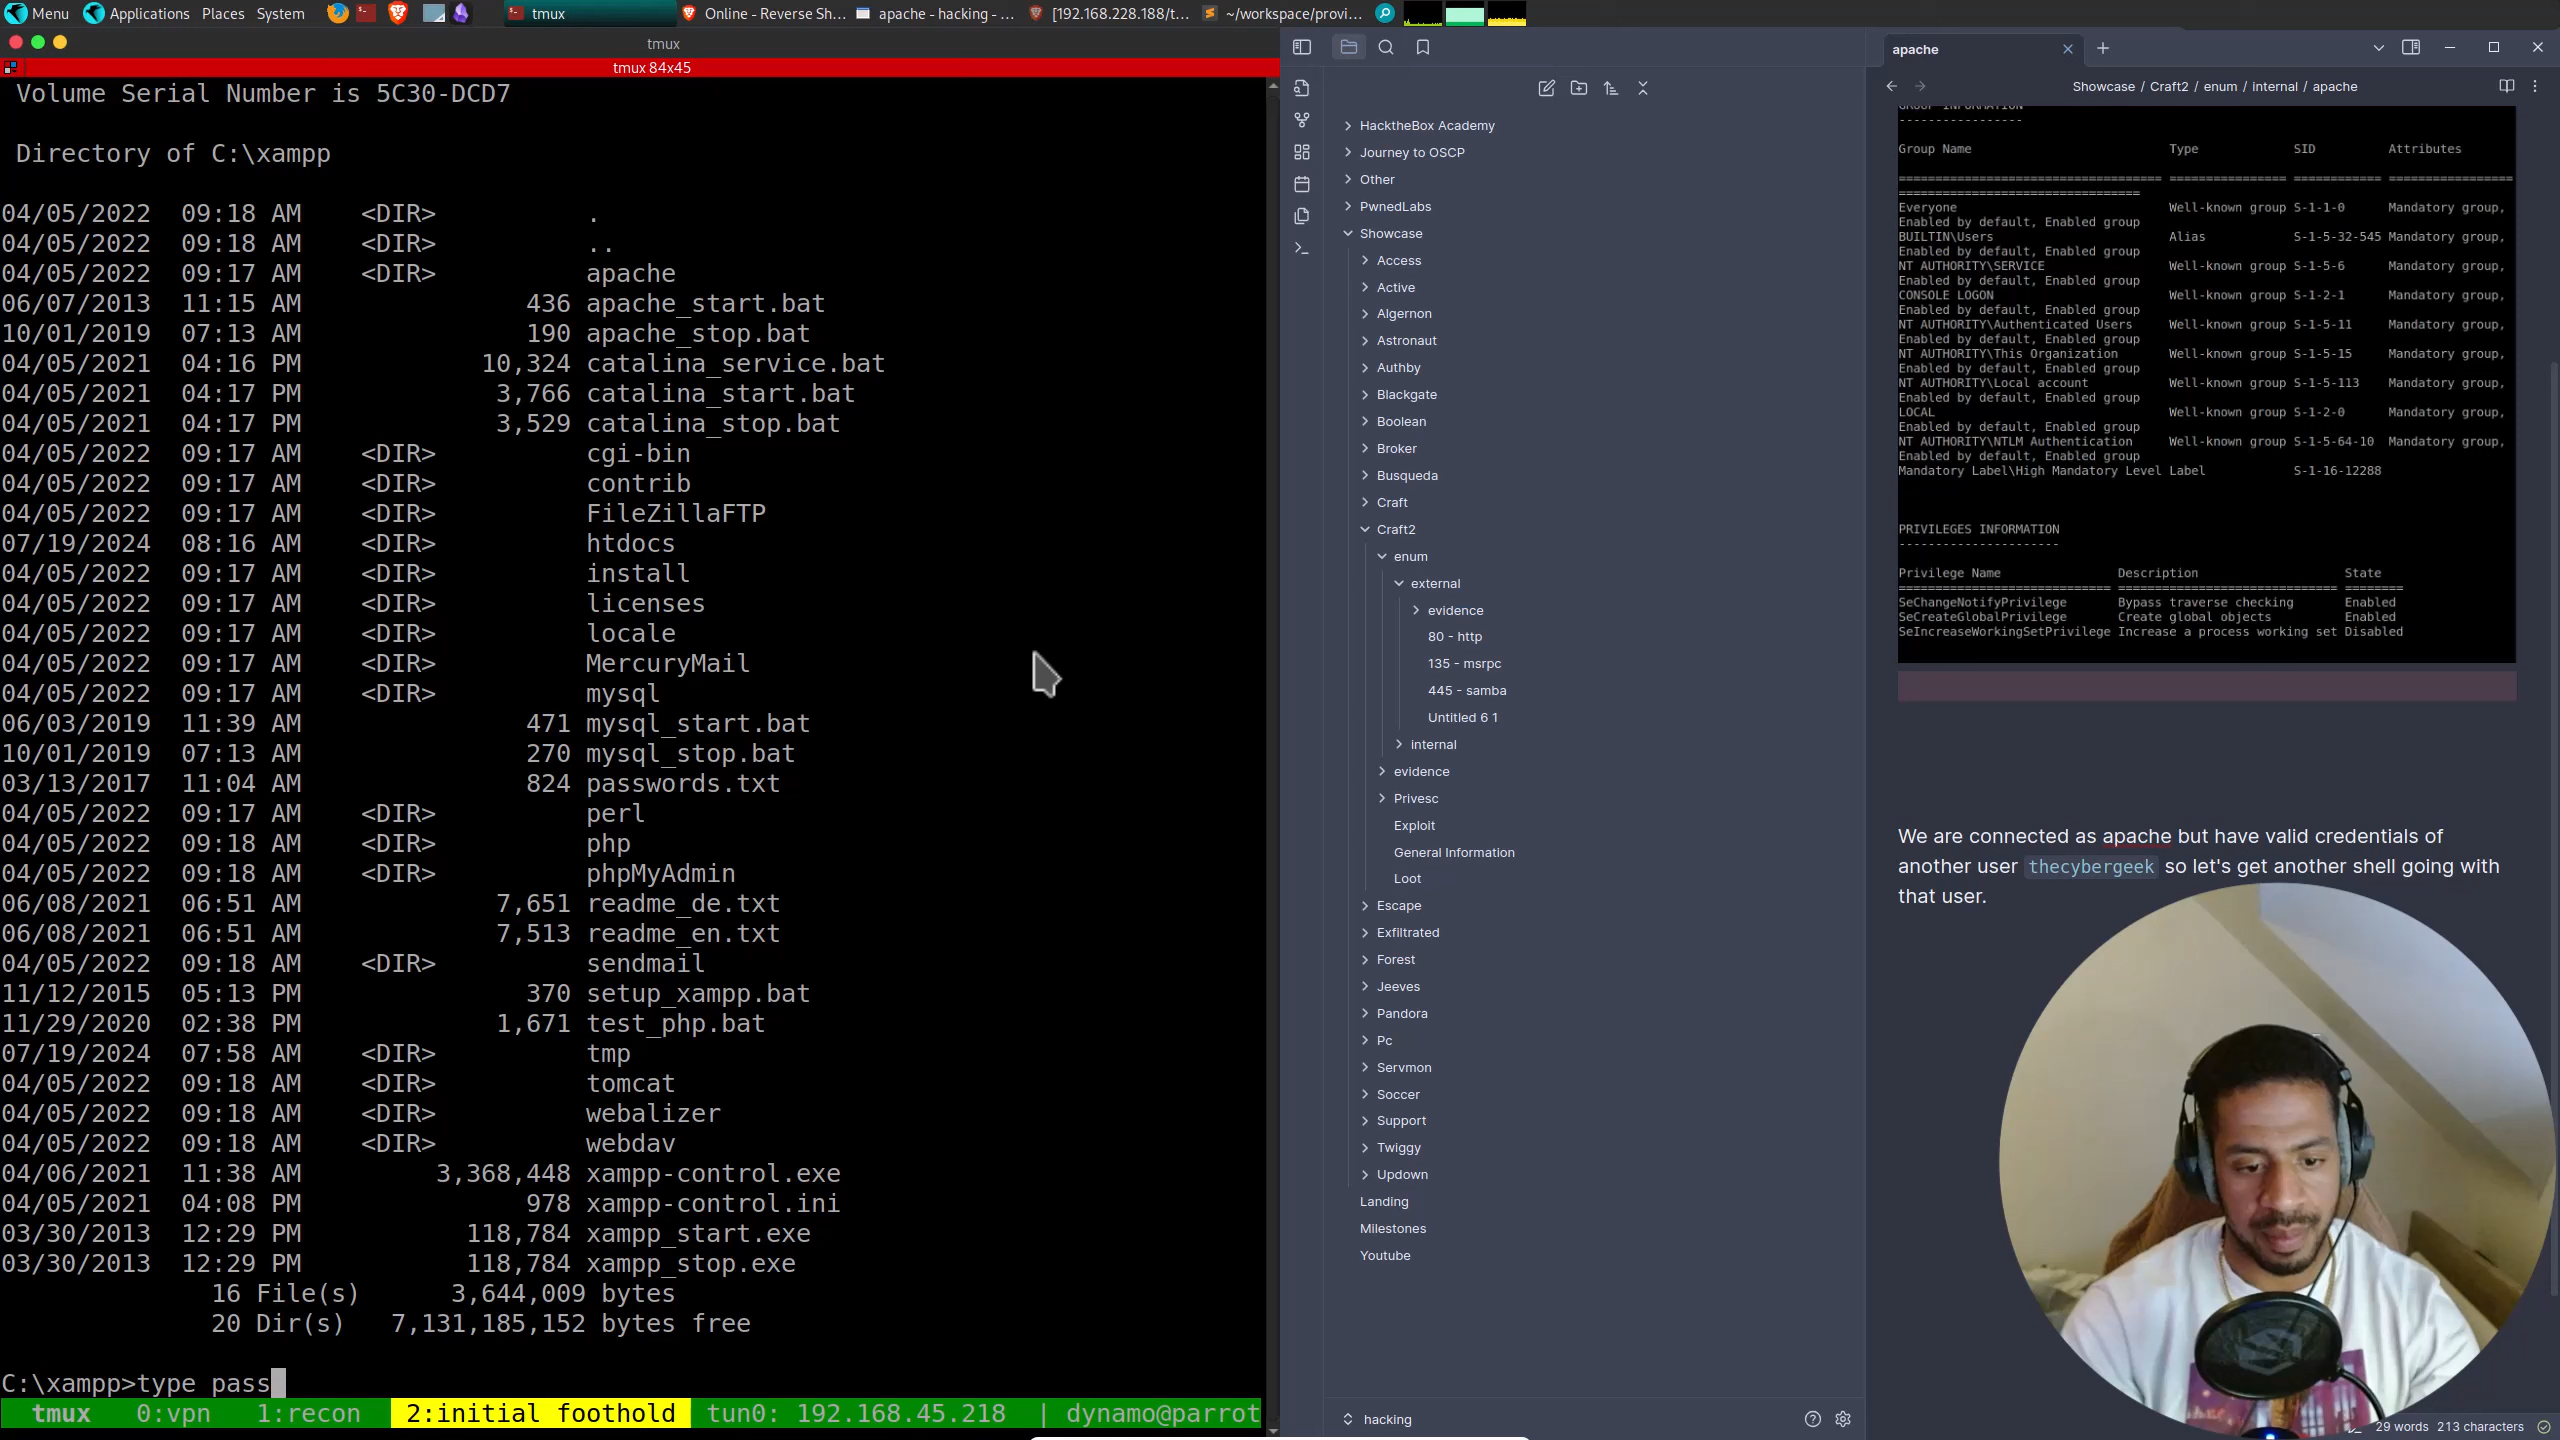 Menu Applications Places System tmux Online - Reverse Sh... apache - hacking - ... [192.168.228.188/t... ~/workspace/provi...
tmux
tmux 84x45
Volume Serial Number is 5C30-DCD7
Directory of C:\xampp
04/05/2022 09:18 AM <DIR> .
04/05/2022 09:18 AM <DIR> ..
04/05/2022 09:17 AM <DIR> apache
06/07/2013 11:15 AM 436 apache_start.bat
10/01/2019 07:13 AM 190 apache_stop.bat
04/05/2021 04:16 PM 10,324 catalina_service.bat
04/05/2021 04:17 PM 3,766 catalina_start.bat
04/05/2021 04:17 PM 3,529 catalina_stop.bat
04/05/2022 09:17 AM <DIR> cgi-bin
04/05/2022 09:17 AM <DIR> contrib
04/05/2022 09:17 AM <DIR> FileZillaFTP
07/19/2024 08:16 AM <DIR> htdocs
04/05/2022 09:17 AM <DIR> install
04/05/2022 09:17 AM <DIR> licenses
04/05/2022 09:17 AM <DIR> locale
04/05/2022 09:17 AM <DIR> MercuryMail
04/05/2022 09:17 AM <DIR> mysql
06/03/2019 11:39 AM 471 mysql_start.bat
10/01/2019 07:13 AM 270 mysql_stop.bat
03/13/2017 11:04 AM 824 passwords.txt
04/05/2022 09:17 AM <DIR> perl
04/05/2022 09:18 AM <DIR> php
04/05/2022 09:18 AM <DIR> phpMyAdmin
06/08/2021 06:51 AM 7,651 readme_de.txt
06/08/2021 06:51 AM 7,513 readme_en.txt
04/05/2022 09:18 AM <DIR> sendmail
11/12/2015 05:13 PM 370 setup_xampp.bat
11/29/2020 02:38 PM 1,671 test_php.bat
07/19/2024 07:58 AM <DIR> tmp
04/05/2022 09:18 AM <DIR> tomcat
04/05/2022 09:18 AM <DIR> webalizer
04/05/2022 09:18 AM <DIR> webdav
04/06/2021 11:38 AM 3,368,448 xampp-control.exe
04/05/2021 04:08 PM 978 xampp-control.ini
03/30/2013 12:29 PM 118,784 xampp_start.exe
03/30/2013 12:29 PM 118,784 xampp_stop.exe
16 File(s) 3,644,009 bytes
20 Dir(s) 7,131,185,152 bytes free
C:\xampp>type pass
tmux 0:vpn 1:recon 2:initial foothold tun0: 192.168.45.218 | dynamo@parrot
HacktheBox Academy
Journey to OSCP
Other
PwnedLabs
Showcase
Access
Active
Algernon
Astronaut
Authby
Blackgate
Boolean
Broker
Busqueda
Craft
Craft2
enum
external
evidence
80 - http
135 - msrpc
445 - samba
Untitled 6 1
internal
evidence
Privesc
Exploit
General Information
Loot
Escape
Exfiltrated
Forest
Jeeves
Pandora
Pc
Servmon
Soccer
Support
Twiggy
Updown
Landing
Milestones
Youtube
hacking
apache
Showcase / Craft2 / enum / internal / apache
GROUP INFORMATION
-----------------
Group Name Type SID Attributes
==================================== ================ ============ =================
================================
Everyone Well-known group S-1-1-0 Mandatory group,
Enabled by default, Enabled group
BUILTIN\Users Alias S-1-5-32-545 Mandatory group,
Enabled by default, Enabled group
NT AUTHORITY\SERVICE Well-known group S-1-5-6 Mandatory group,
Enabled by default, Enabled group
CONSOLE LOGON Well-known group S-1-2-1 Mandatory group,
Enabled by default, Enabled group
NT AUTHORITY\Authenticated Users Well-known group S-1-5-11 Mandatory group,
Enabled by default, Enabled group
NT AUTHORITY\This Organization Well-known group S-1-5-15 Mandatory group,
Enabled by default, Enabled group
NT AUTHORITY\Local account Well-known group S-1-5-113 Mandatory group,
Enabled by default, Enabled group
LOCAL Well-known group S-1-2-0 Mandatory group,
Enabled by default, Enabled group
NT AUTHORITY\NTLM Authentication Well-known group S-1-5-64-10 Mandatory group,
Enabled by default, Enabled group
Mandatory Label\High Mandatory Level Label S-1-16-12288
PRIVILEGES INFORMATION
----------------------
Privilege Name Description State
============================= ============================== ========
SeChangeNotifyPrivilege Bypass traverse checking Enabled
SeCreateGlobalPrivilege Create global objects Enabled
SeIncreaseWorkingSetPrivilege Increase a process working set Disabled
We are connected as apache but have valid credentials of
another user thecybergeek so let's get another shell going with
that user.
29 words 213 characters